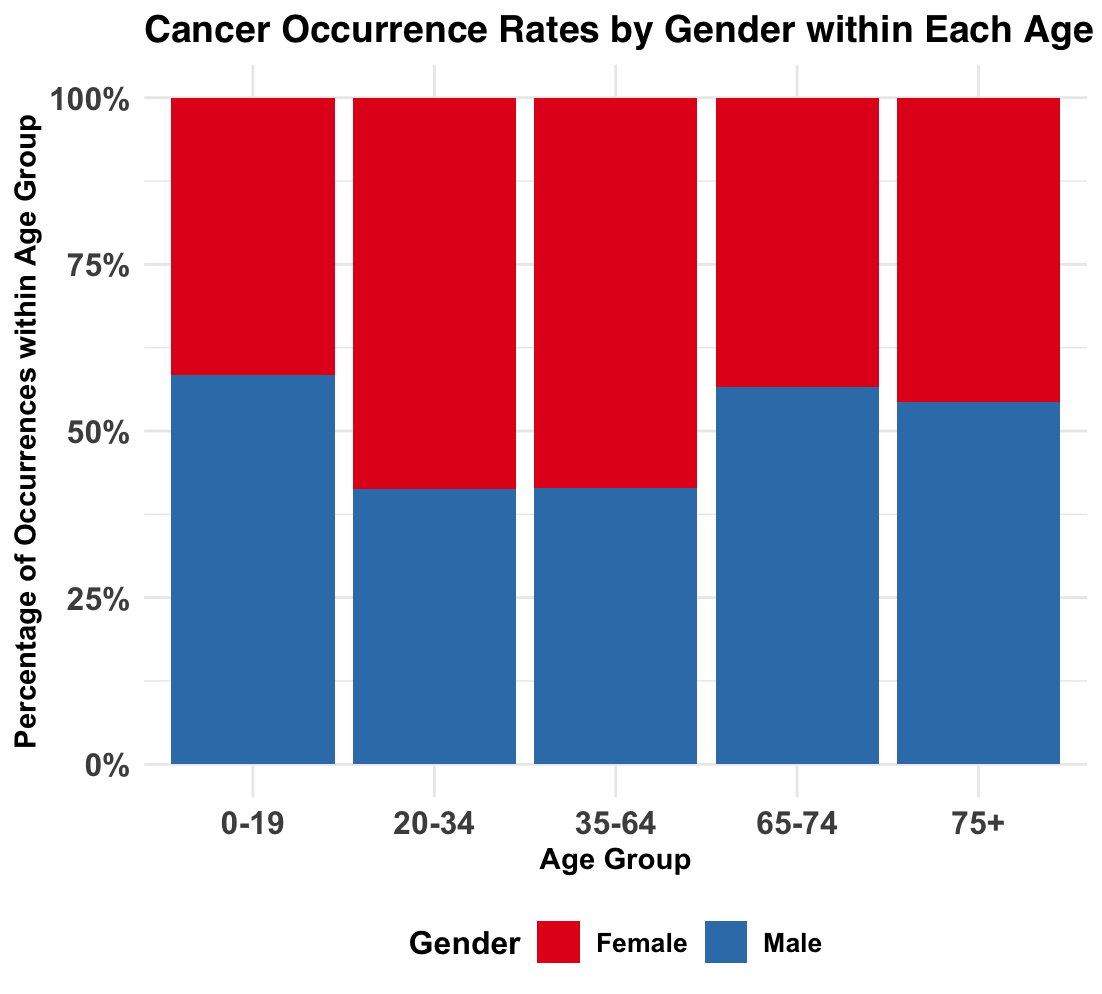 Cancer Occurrence Rates by Gender within Each Age
Percentage of Occurrences within Age Group
100%
75%
50%
25%
0%
0-19 20-34 35-64 65-74 75+
Age Group
Gender Female Male